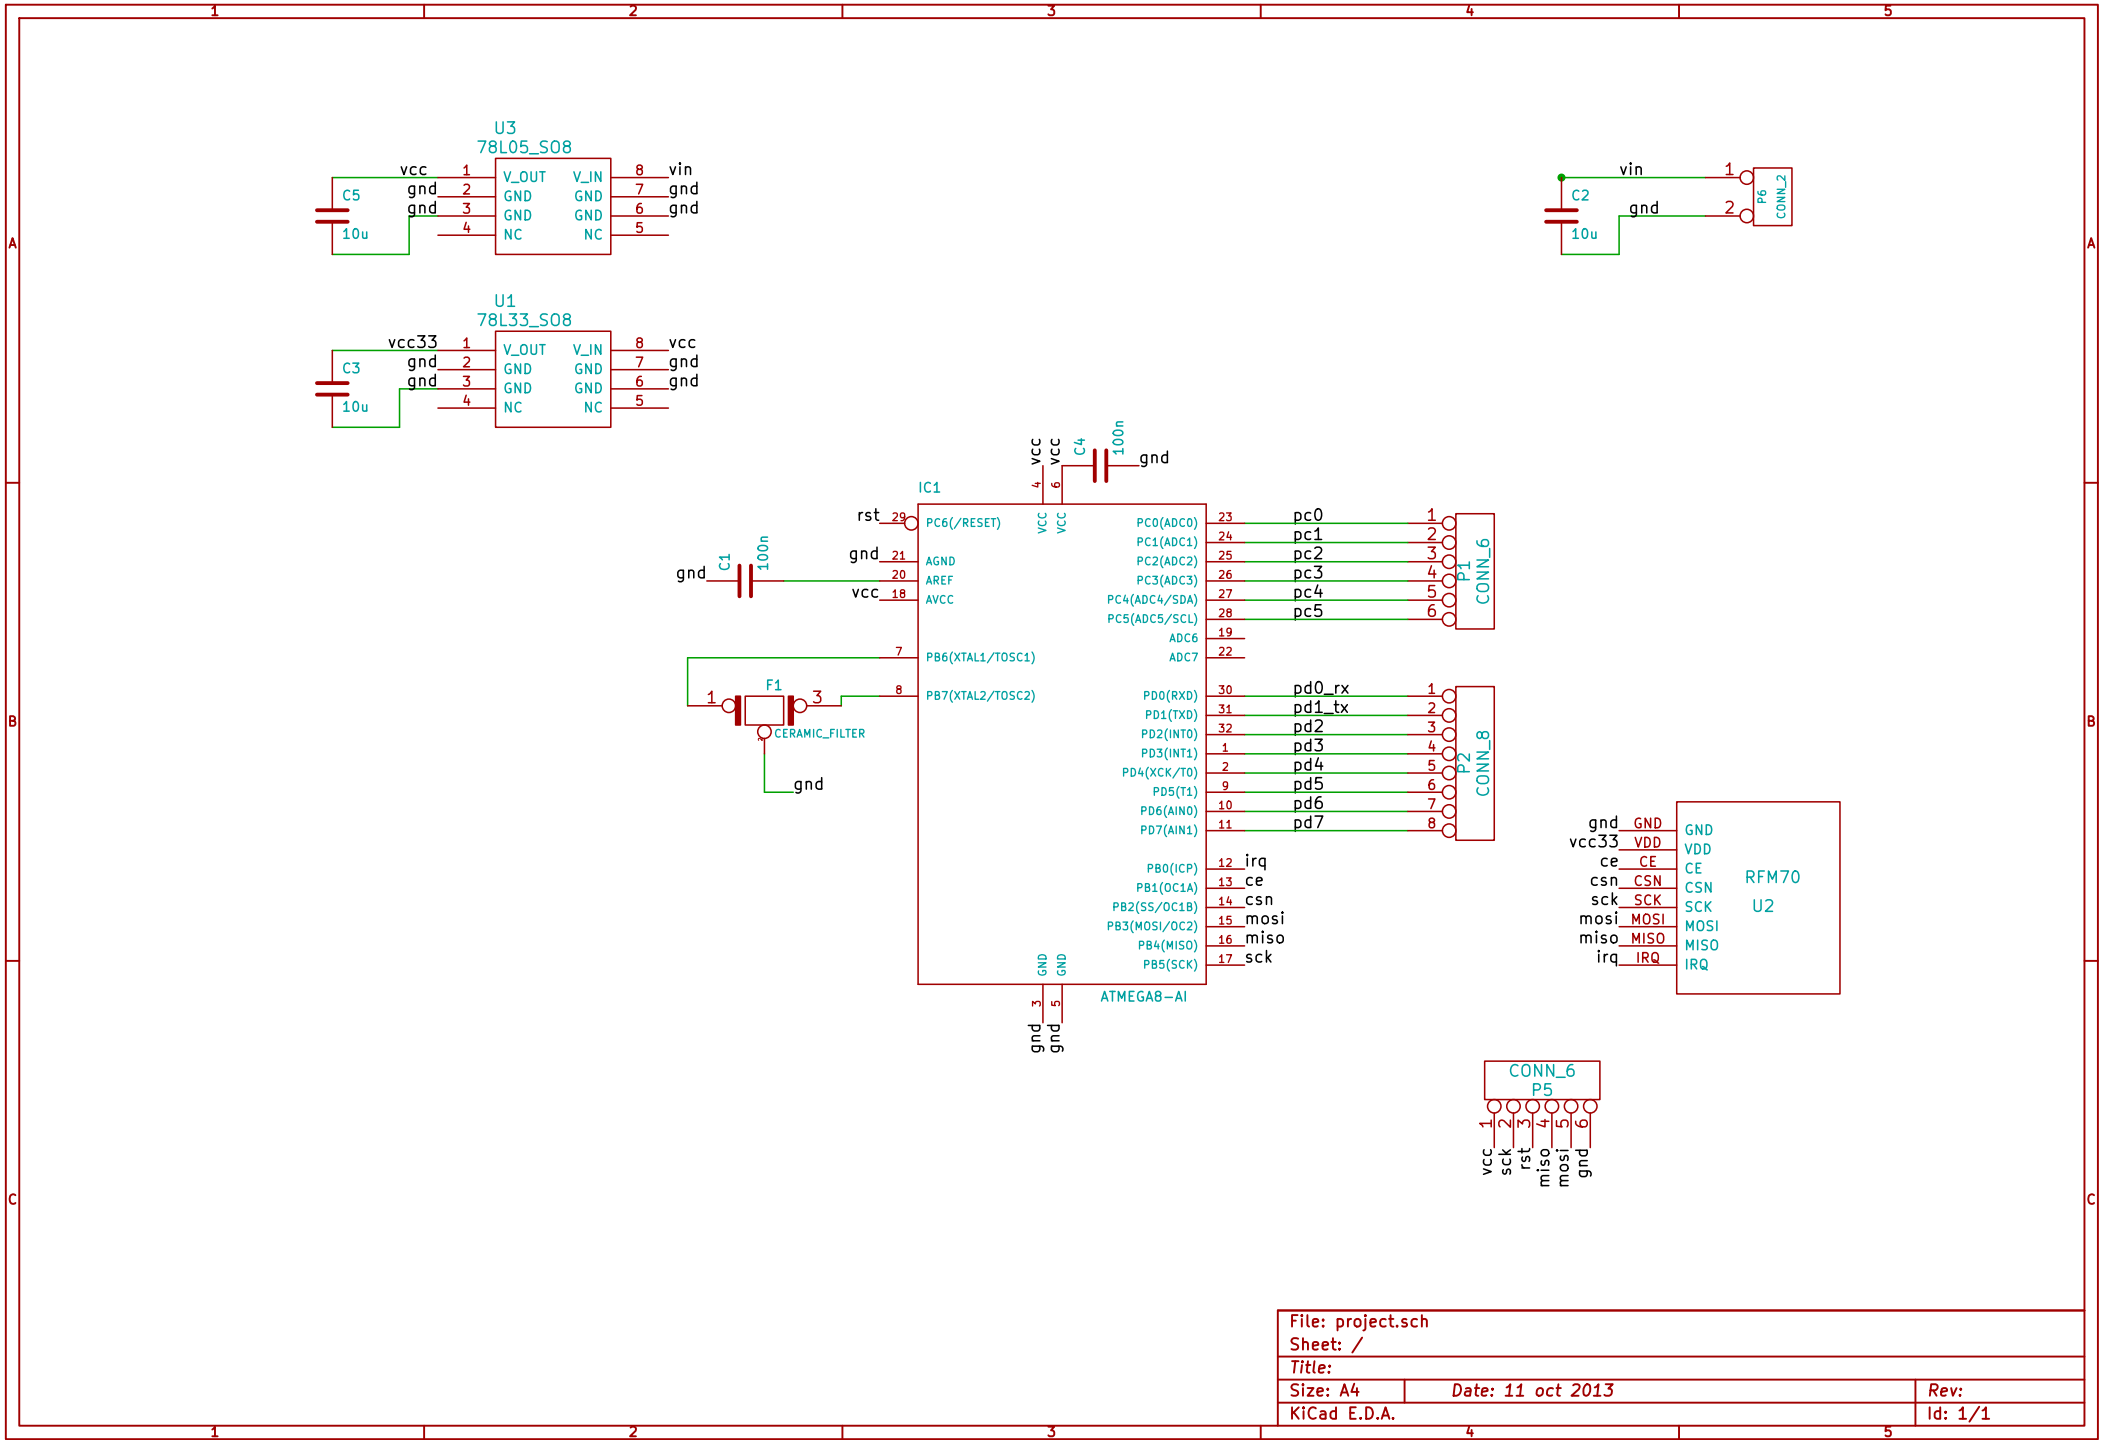 1 2 3 4 5
A A
B B
C C
U3
78L05_SO8
vcc 1 V_OUT V_IN 8 vin
gnd 2 GND GND 7 gnd
gnd 3 GND GND 6 gnd
4 NC NC 5
C5
10u
vin 1
gnd 2
C2
10u
P6
CONN_2
U1
78L33_SO8
vcc33 1 V_OUT V_IN 8 vcc
gnd 2 GND GND 7 gnd
gnd 3 GND GND 6 gnd
4 NC NC 5
C3
10u
vcc vcc
4 6
VCC VCC
C4
100n
gnd
IC1
rst 29 PC6(/RESET)
gnd 21 AGND
20 AREF
vcc 18 AVCC
7 PB6(XTAL1/TOSC1)
8 PB7(XTAL2/TOSC2)
gnd
C1
100n
F1
1 3
2
CERAMIC_FILTER
gnd
PC0(ADC0) 23 pc0 1
PC1(ADC1) 24 pc1 2
PC2(ADC2) 25 pc2 3
PC3(ADC3) 26 pc3 4
PC4(ADC4/SDA) 27 pc4 5
PC5(ADC5/SCL) 28 pc5 6
ADC6 19
ADC7 22
P1
CONN_6
PD0(RXD) 30 pd0_rx 1
PD1(TXD) 31 pd1_tx 2
PD2(INT0) 32 pd2 3
PD3(INT1) 1 pd3 4
PD4(XCK/T0) 2 pd4 5
PD5(T1) 9 pd5 6
PD6(AIN0) 10 pd6 7
PD7(AIN1) 11 pd7 8
P2
CONN_8
PB0(ICP) 12 irq
PB1(OC1A) 13 ce
PB2(SS/OC1B) 14 csn
PB3(MOSI/OC2) 15 mosi
PB4(MISO) 16 miso
PB5(SCK) 17 sck
GND GND
3 5
gnd gnd
ATMEGA8-AI
gnd GND GND
vcc33 VDD VDD
ce CE CE
csn CSN CSN
sck SCK SCK
mosi MOSI MOSI
miso MISO MISO
irq IRQ IRQ
RFM70
U2
CONN_6
P5
1 2 3 4 5 6
vcc sck rst miso mosi gnd
File: project.sch
Sheet: /
Title:
Size: A4 Date: 11 oct 2013 Rev:
KiCad E.D.A. Id: 1/1
1 2 3 4 5